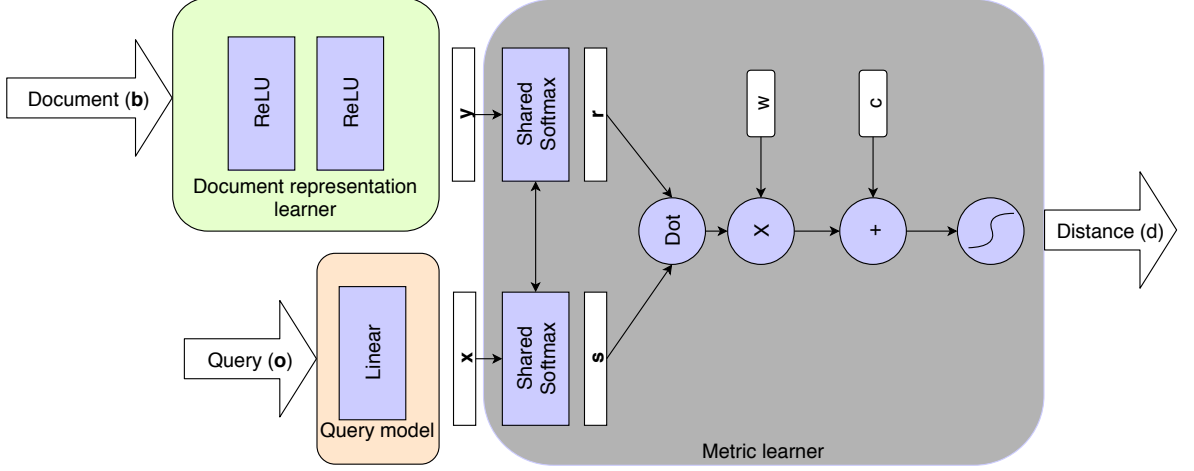 Document (b)
ReLU
ReLU
Document representation
learner
y
Shared
Softmax
r
w
c
Dot
X
+
Distance (d)
Query (o)
Linear
Query model
x
Shared
Softmax
s
Metric learner